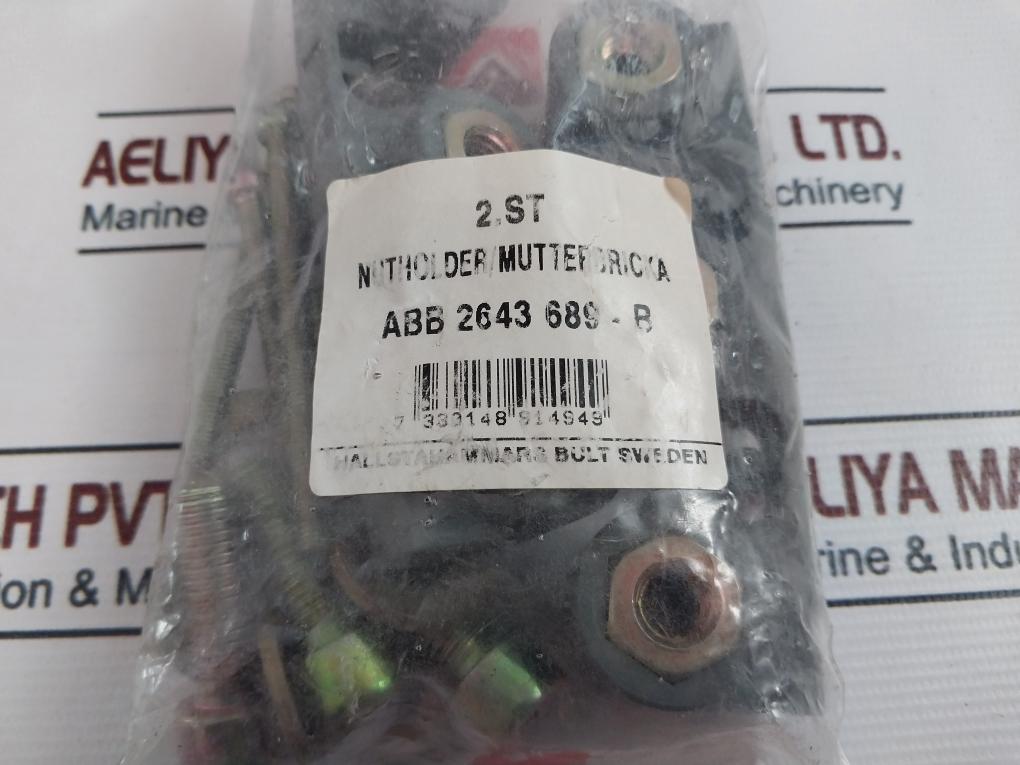 AELIY
LTD.
Marine
chinery
2.ST
NUTHOLDER/MUTTERBRICKA
ABB 2643 689 - B
7 393148 914949
HALLSTAHAMMARS BULT SWEDEN
TH PVT
LIYA MA
ion & M
rine & Indu